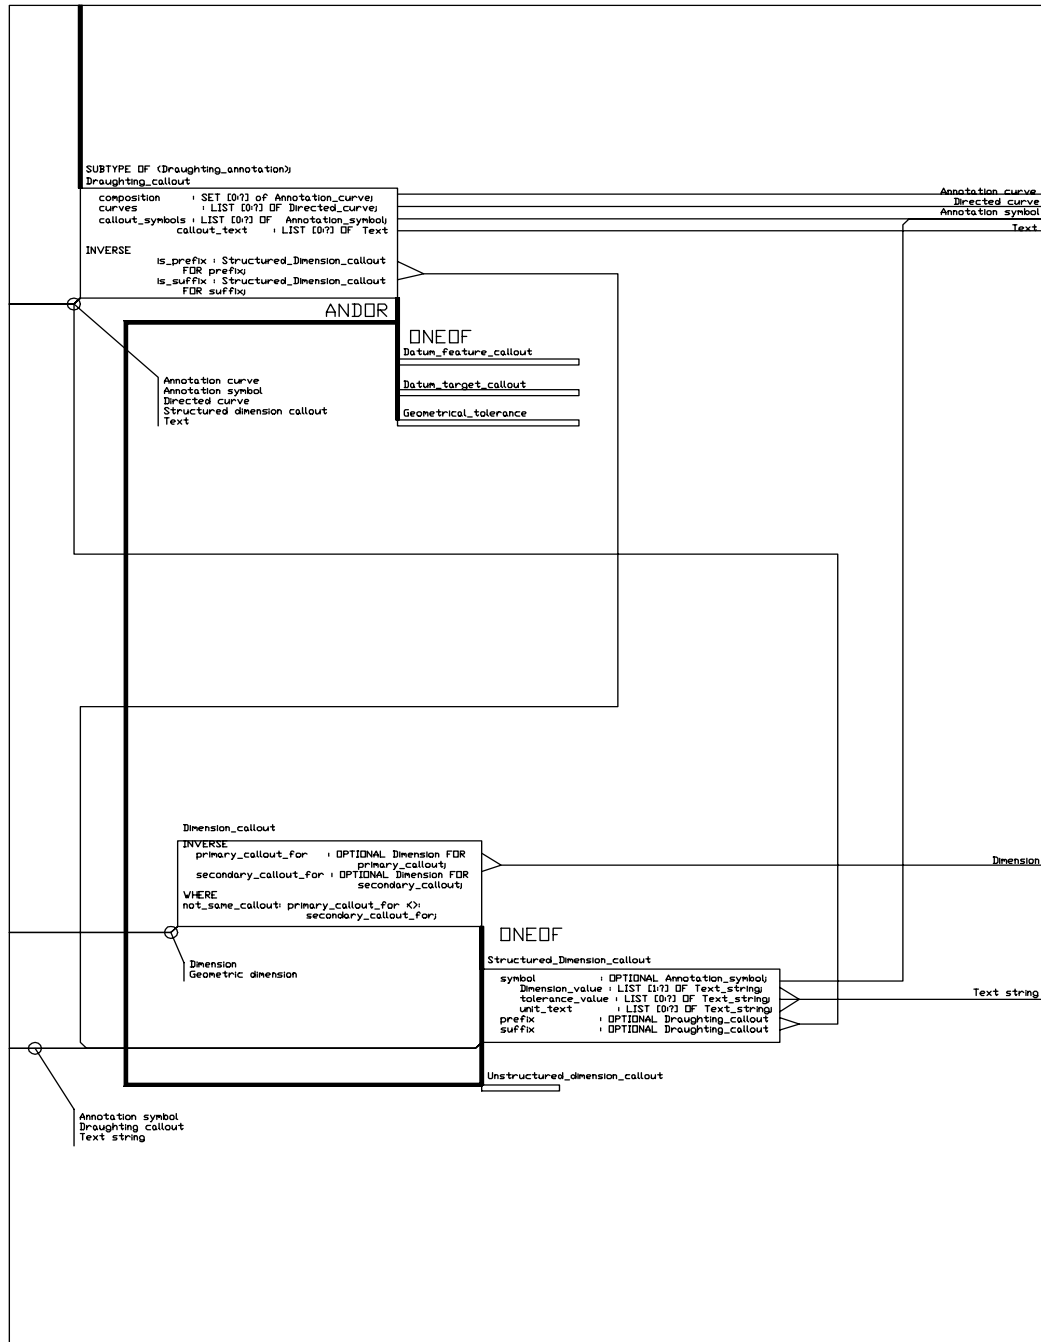 SUBTYPE OF (Draughting_annotation);
Draughting_callout
composition : SET [0:?] of Annotation_curve;
curves : LIST [0:?] OF Directed_curve;
callout_symbols : LIST [0:?] OF Annotation_symbol;
callout_text : LIST [0:?] OF Text
INVERSE
is_prefix : Structured_Dimension_callout
FOR prefix;
is_suffix : Structured_Dimension_callout
FOR suffix;
Annotation curve
Directed curve
Annotation symbol
Text
ANDOR
ONEOF
Datum_feature_callout
Datum_target_callout
Geometrical_tolerance
Annotation curve
Annotation symbol
Directed curve
Structured dimension callout
Text
Dimension_callout
INVERSE
primary_callout_for : OPTIONAL Dimension FOR
primary_callout;
secondary_callout_for : OPTIONAL Dimension FOR
secondary_callout;
WHERE
not_same_callout: primary_callout_for <>:
secondary_callout_for;
Dimension
ONEOF
Dimension
Geometric dimension
Structured_Dimension_callout
symbol : OPTIONAL Annotation_symbol;
Dimension_value : LIST [1:?] OF Text_string;
tolerance_value : LIST [0:?] OF Text_string;
unit_text : LIST [0:?] OF Text_string;
prefix : OPTIONAL Draughting_callout
suffix : OPTIONAL Draughting_callout
Text string
Unstructured_dimension_callout
Annotation symbol
Draughting callout
Text string